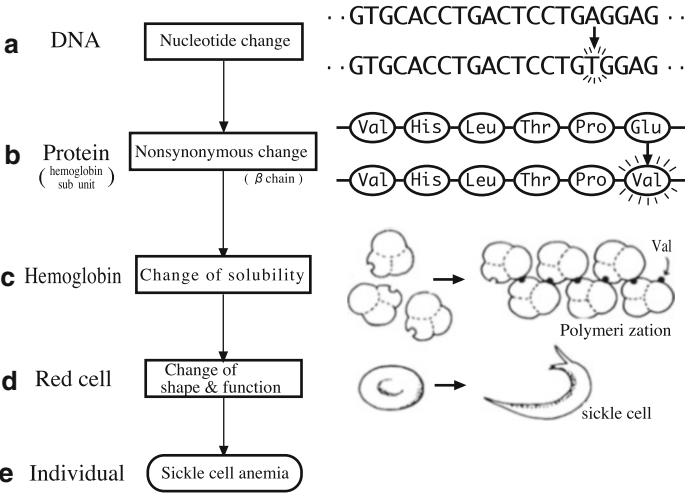 a DNA Nucleotide change
· · GTGCACCTGACTCCTGAGGAG · ·
· · GTGCACCTGACTCCTGTGGAG · ·
b Protein
( hemoglobin
sub unit )
Nonsynonymous change
( β chain )
Val His Leu Thr Pro Glu
Val His Leu Thr Pro Val
c Hemoglobin Change of solubility
Val
Polymeri zation
d Red cell
Change of
shape & function
sickle cell
e Individual Sickle cell anemia